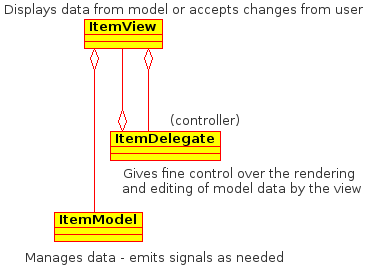 Displays data from model or accepts changes from user
ItemView
(controller)
ItemDelegate
Gives fine control over the rendering
and editing of model data by the view
ItemModel
Manages data - emits signals as needed